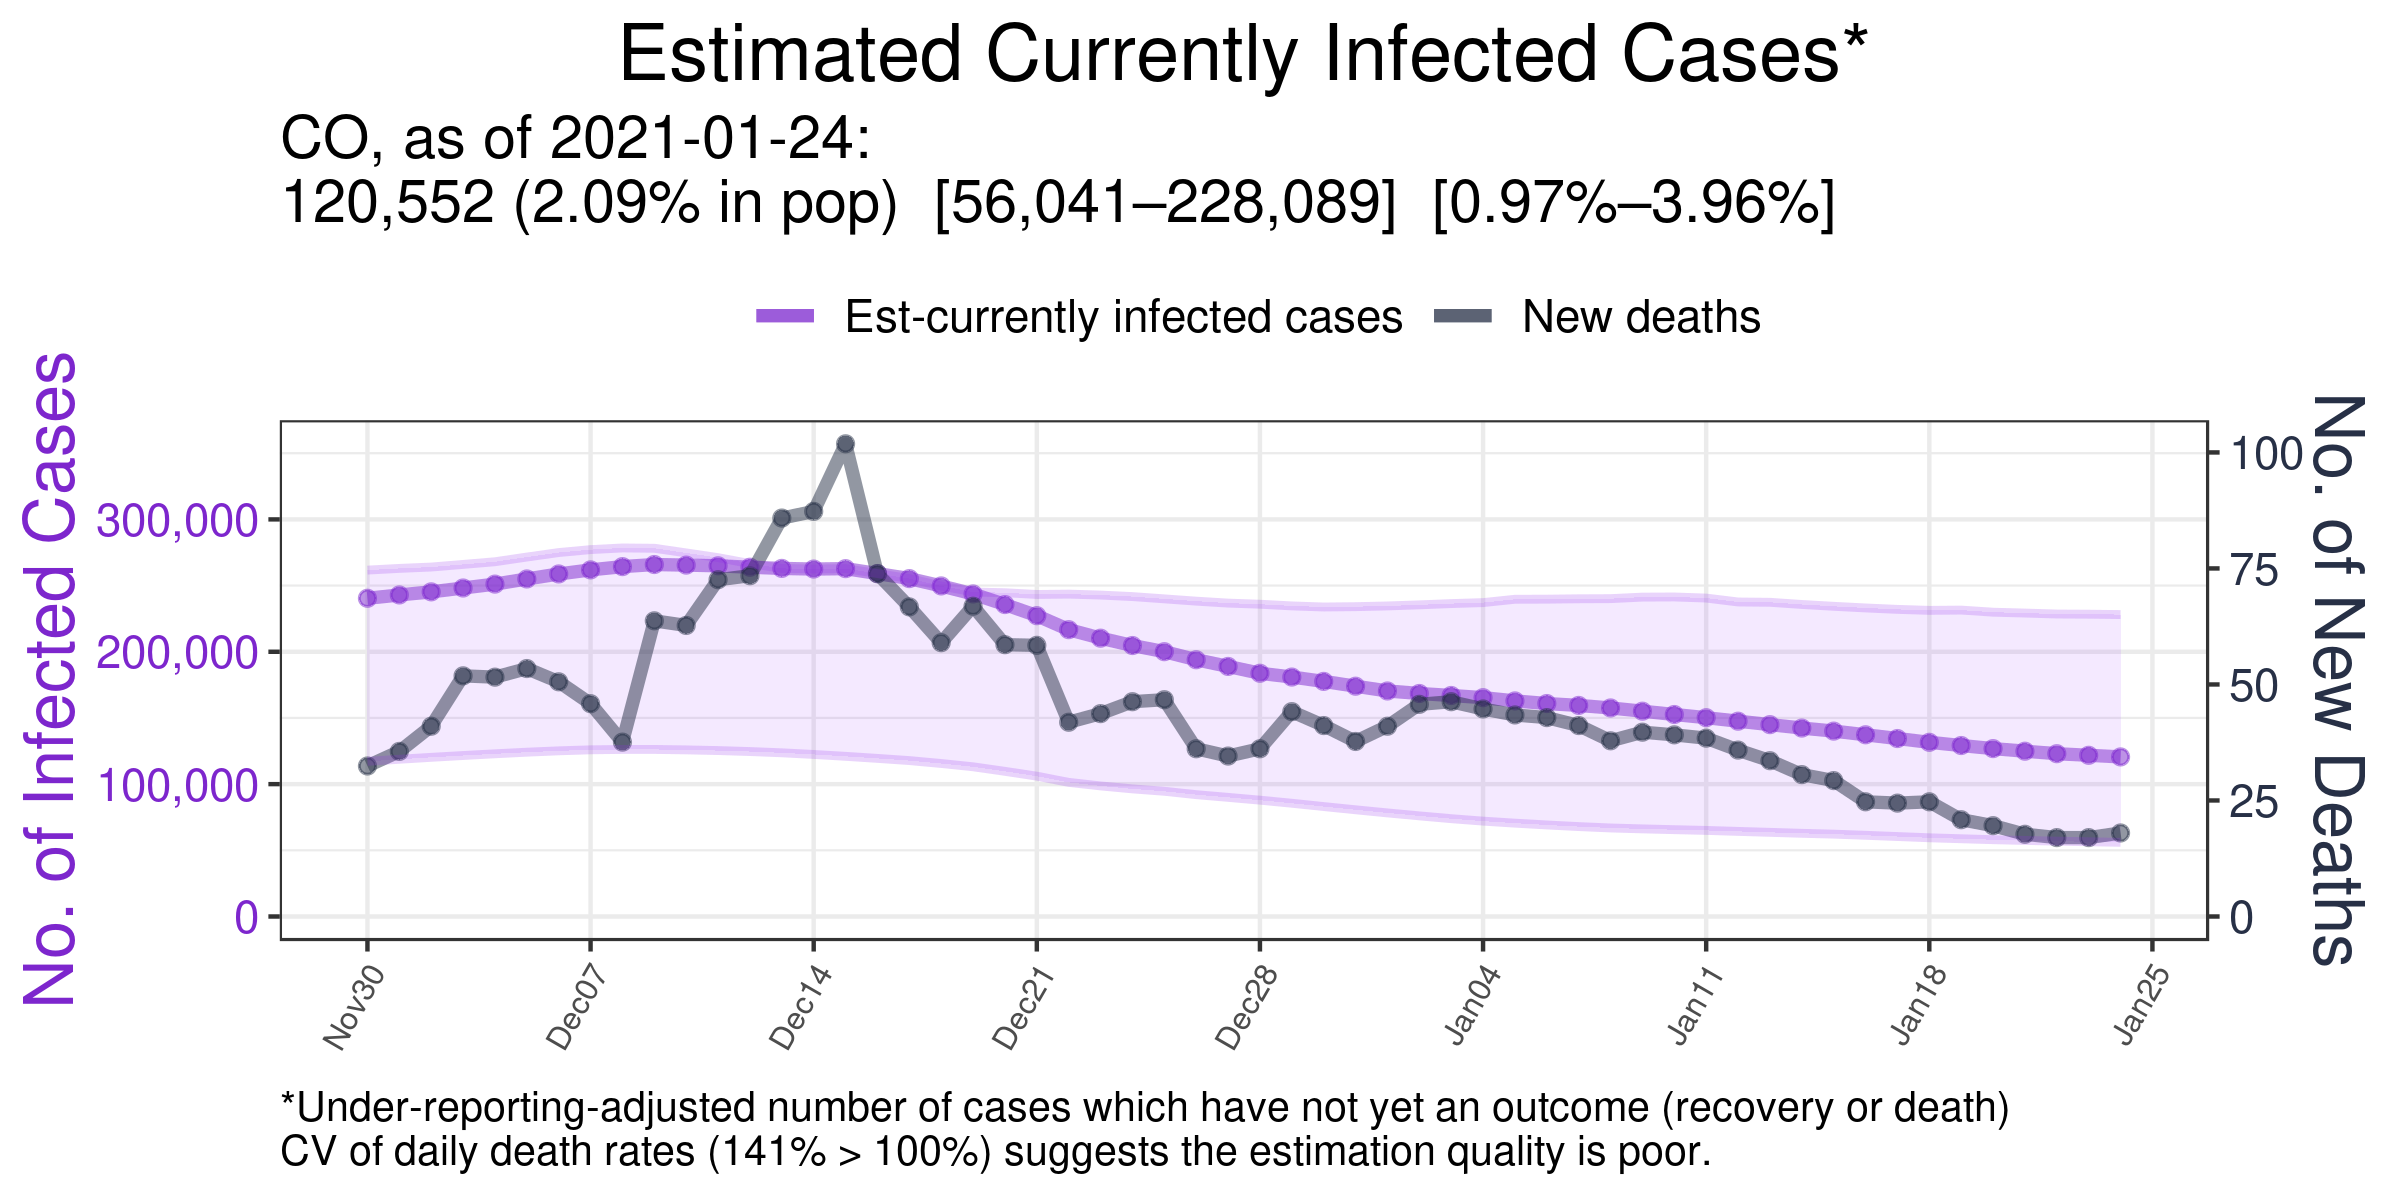 Estimated Currently Infected Cases*
CO, as of 2021-01-24:
120,552 (2.09% in pop)  [56,041–228,089]  [0.97%–3.96%]
Est-currently infected cases
New deaths
No. of Infected Cases
300,000
200,000
100,000
0
100
75
50
25
0
No. of New Deaths
Nov30
Dec07
Dec14
Dec21
Dec28
Jan04
Jan11
Jan18
Jan25
*Under-reporting-adjusted number of cases which have not yet an outcome (recovery or death)
CV of daily death rates (141% > 100%) suggests the estimation quality is poor.